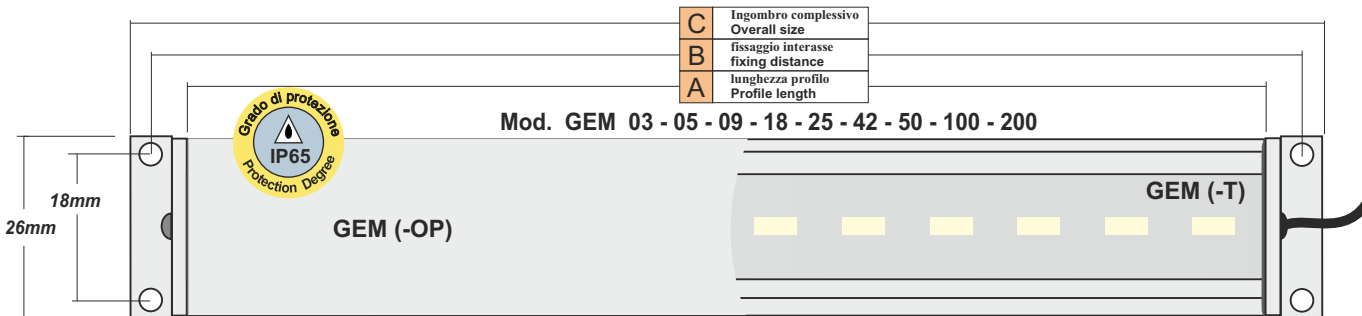 C
Ingombro complessivo
Overall size
B
fissaggio interasse
fixing distance
A
lunghezza profilo
Profile length
Mod. GEM 03 - 05 - 09 - 18 - 25 - 42 - 50 - 100 - 200
Grado di protezione
IP65
Protection Degree
18mm
26mm
GEM (-OP)
GEM (-T)